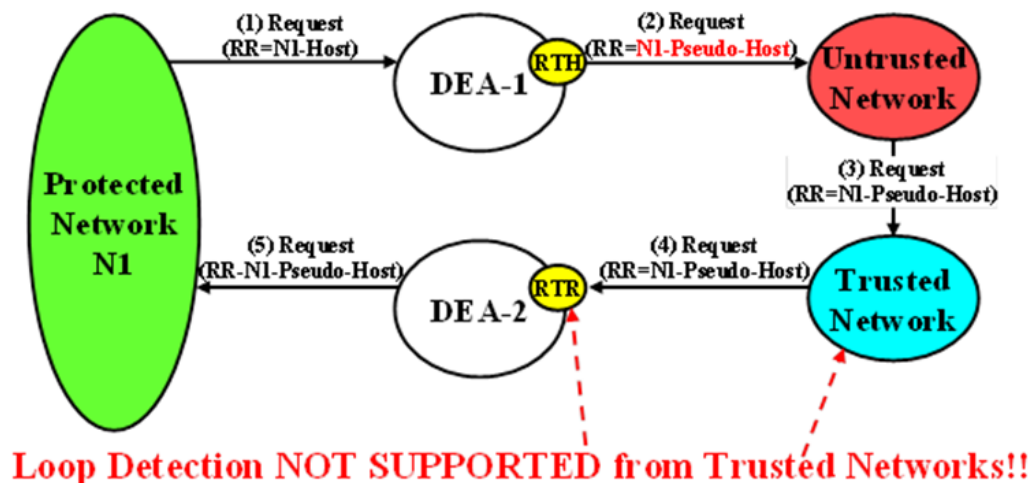 (1) Request
(RR=N1-Host)
(2) Request
(RR=N1-Pseudo-Host)
RTH
DEA-1
Untrusted
Network
(3) Request
(RR=N1-Pseudo-Host)
Protected
Network
N1
(5) Request
(RR-N1-Pseudo-Host)
(4) Request
(RR=N1-Pseudo-Host)
DEA-2
RTR
Trusted
Network
Loop Detection NOT SUPPORTED from Trusted Networks!!